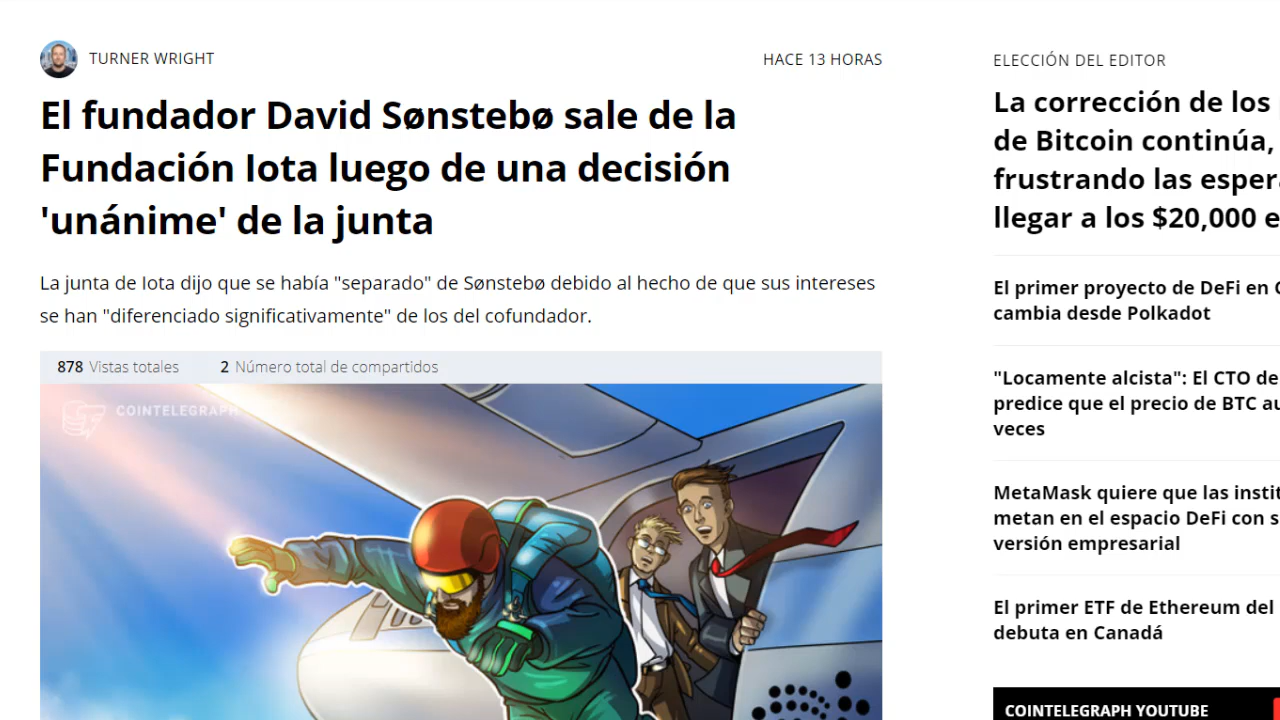 TURNER WRIGHT
HACE 13 HORAS
El fundador David Sønstebø sale de la
Fundación Iota luego de una decisión
'unánime' de la junta
La junta de Iota dijo que se había "separado" de Sønstebø debido al hecho de que sus intereses
se han "diferenciado significativamente" de los del cofundador.
878 Vistas totales
2 Número total de compartidos
COINTELEGRAPH
ELECCIÓN DEL EDITOR
La corrección de los
de Bitcoin continúa,
frustrando las
llegar a los $20,000
El primer proyecto de DeFi en
cambia desde Polkadot
"Locamente alcista": El CTO de
predice que el precio de BTC
veces
MetaMask quiere que las
metan en el espacio DeFi con
versión empresarial
El primer ETF de Ethereum del
debuta en Canadá
COINTELEGRAPH YOUTUBE